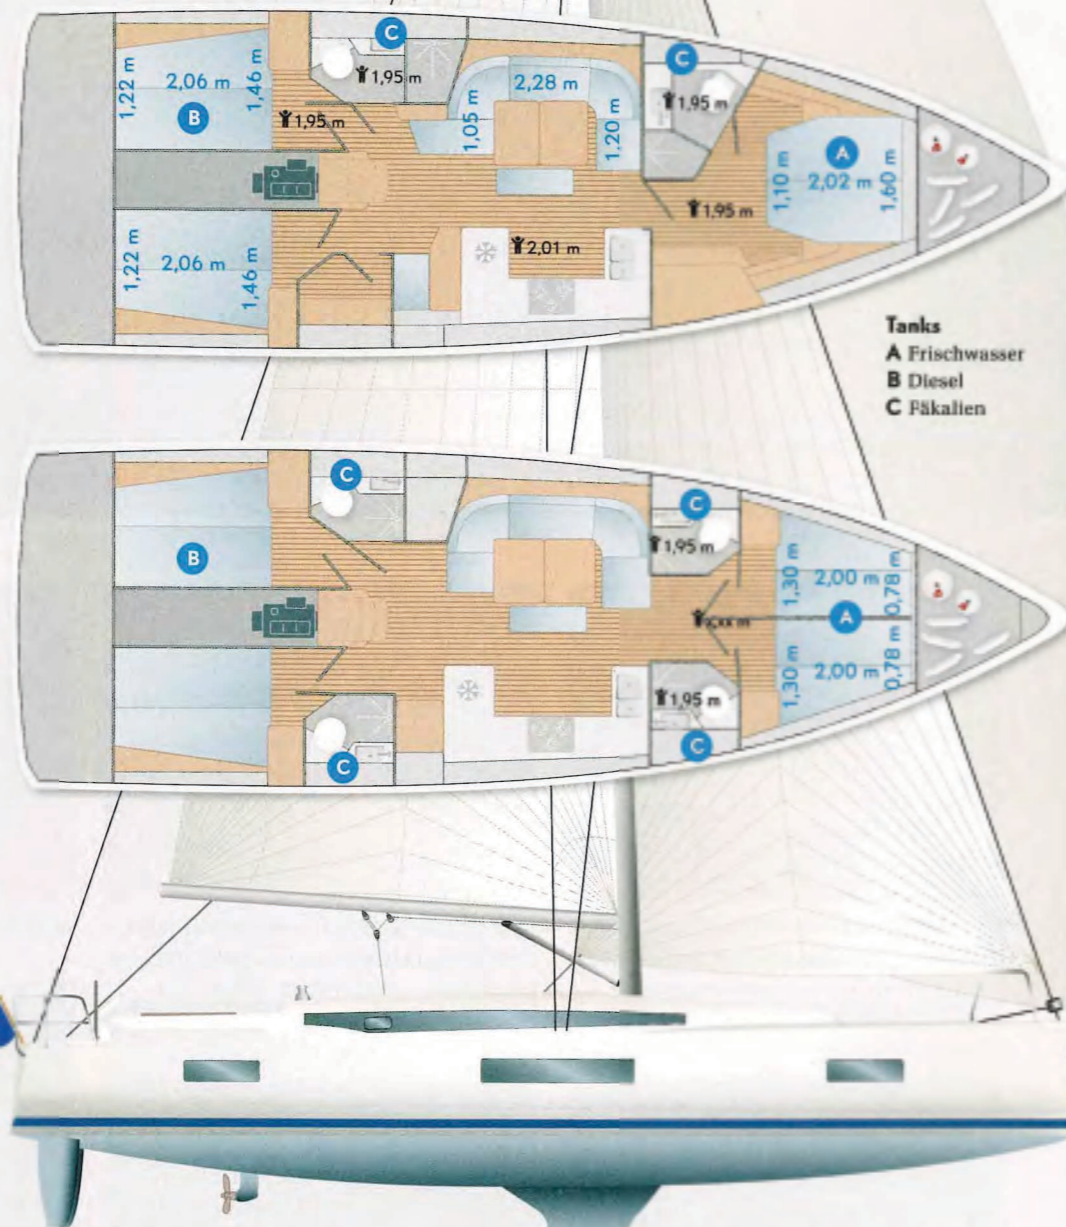 C
C
1,22 m
2,06 m
1,46 m
B
1,95 m
1,95 m
2,28 m
1,05 m
1.20 m
1,95 m
A
1,10 m
2,02 m
1,60 m
1,95 m
2,01 m
1,22 m
2,06 m
1,46 m
Tanks
A Frischwasser
B Diesel
C Fäkalien
C
C
B
1,95 m
1,30 m
2,00 m
0,78 m
A
1,30 m
2,00 m
0,78 m
1,95 m
C
C